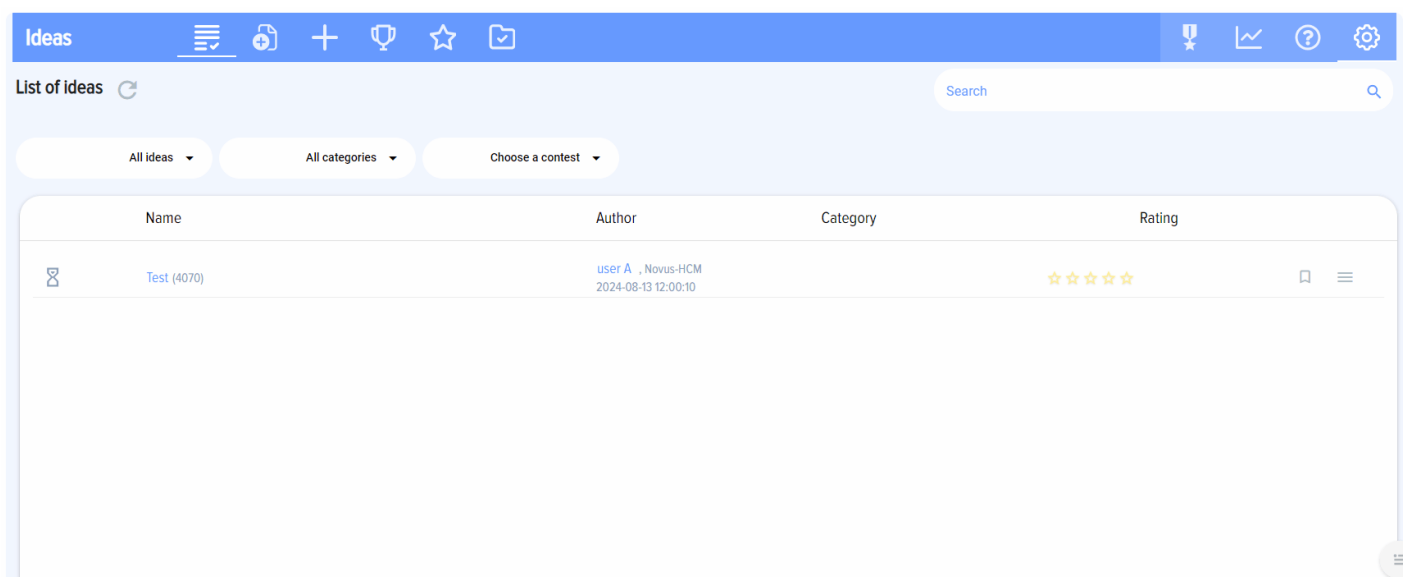 Ideas
List of ideas
Search
All ideas
All categories
Choose a contest
Name Author Category Rating
Test (4070)
user A , Novus-HCM
2024-08-13 12:00:10